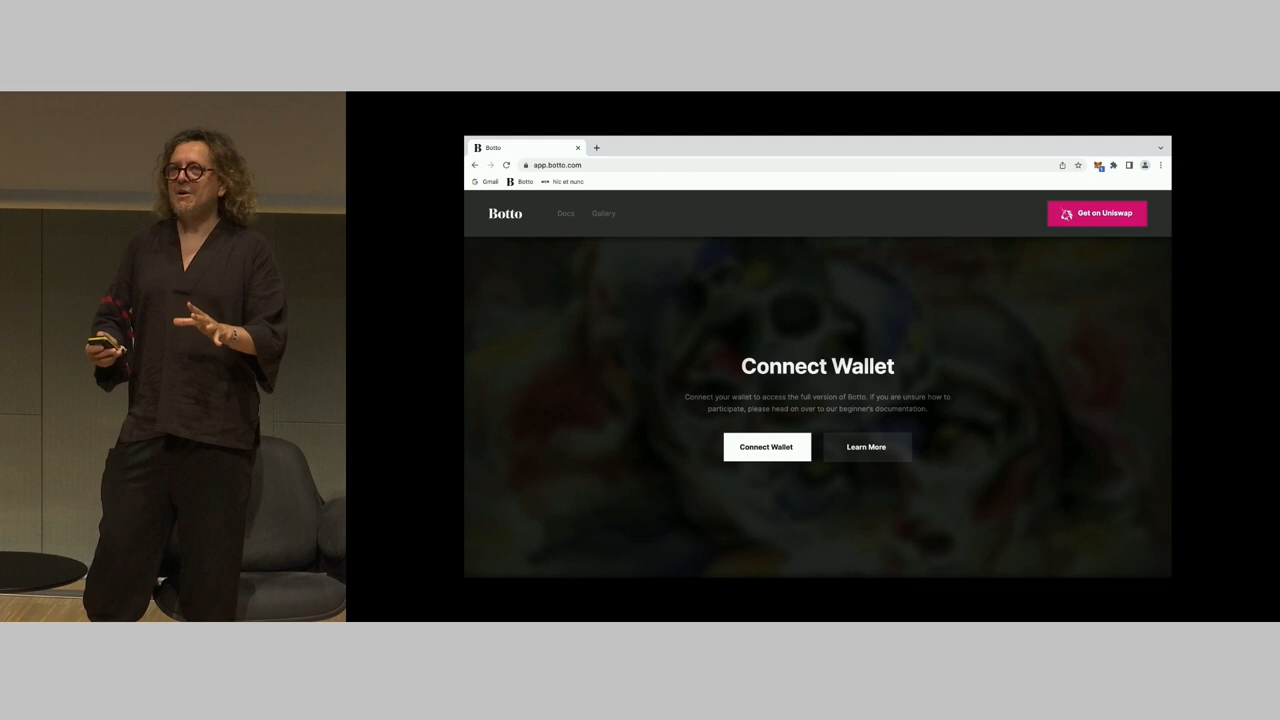 Botto
app.botto.com
Gmail
Botto
hic et nunc
Botto
Docs
Gallery
Get on Uniswap
Connect Wallet
Connect your wallet to access the full version of Botto. If you are unsure how to
participate, please head on over to our beginner's documentation.
Connect Wallet
Learn More